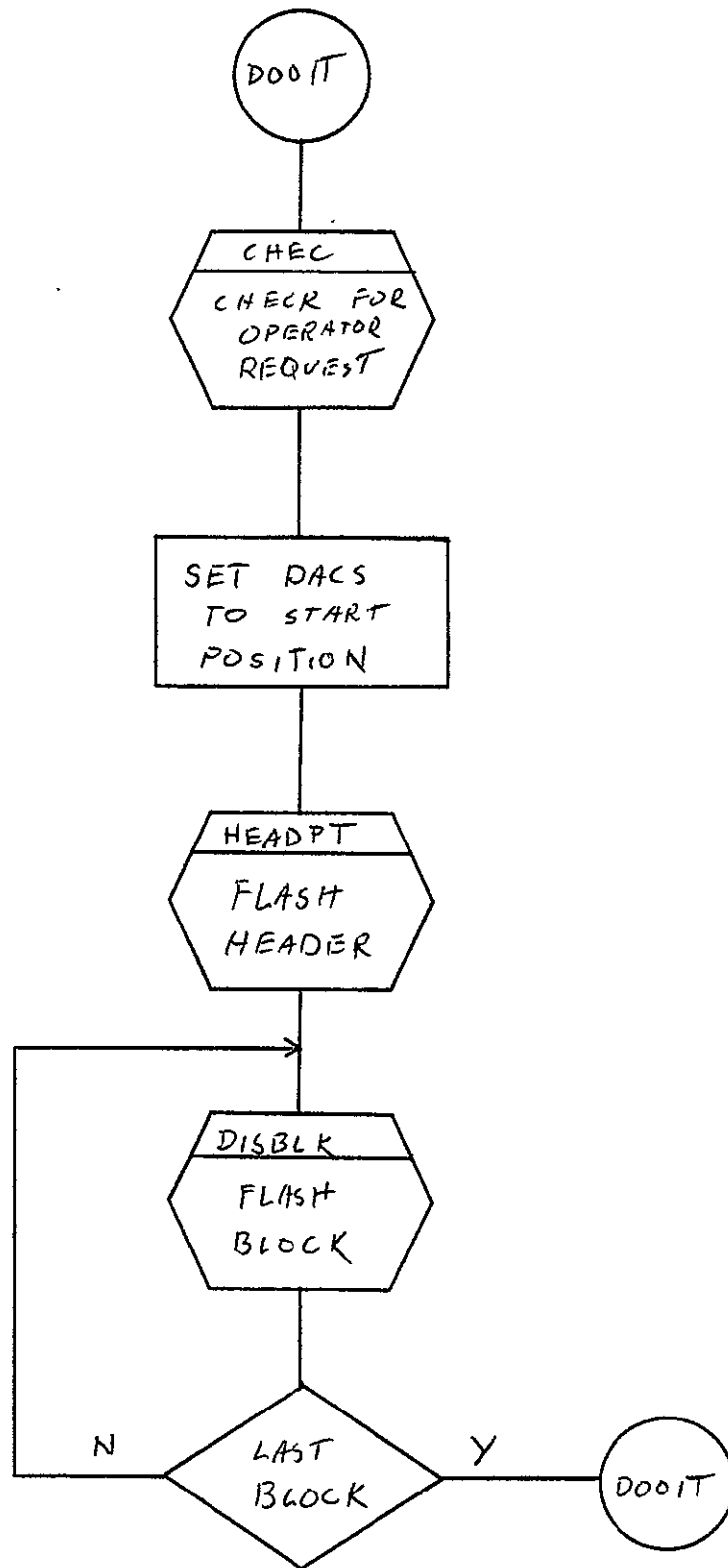 DOOIT
CHEC
CHECK FOR
OPERATOR
REQUEST
SET DACS
TO START
POSITION
HEADPT
FLASH
HEADER
DISBLK
FLASH
BLOCK
LAST
BLOCK
N
Y
DOOIT